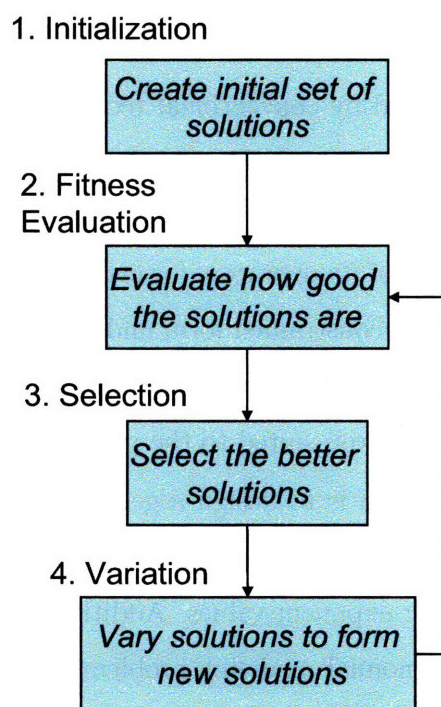 1. Initialization
Create initial set of
solutions
2. Fitness
Evaluation
Evaluate how good
the solutions are
3. Selection
Select the better
solutions
4. Variation
Vary solutions to form
new solutions